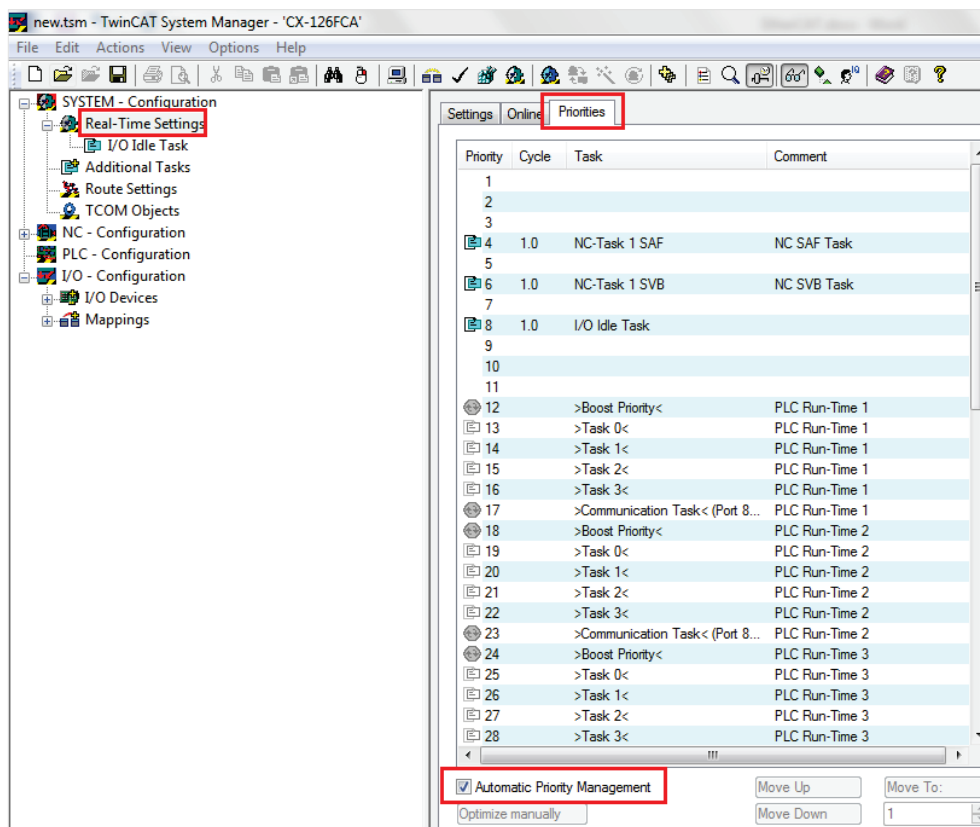 new.tsm - TwinCAT System Manager - 'CX-126FCA'
File Edit Actions View Options Help
SYSTEM - Configuration
Real-Time Settings
I/O Idle Task
Additional Tasks
Route Settings
TCOM Objects
NC - Configuration
PLC - Configuration
I/O - Configuration
I/O Devices
Mappings
Settings Online Priorities
Priority Cycle Task Comment
1
2
3
4 1.0 NC-Task 1 SAF NC SAF Task
5
6 1.0 NC-Task 1 SVB NC SVB Task
7
8 1.0 I/O Idle Task
9
10
11
12 >Boost Priority< PLC Run-Time 1
13 >Task 0< PLC Run-Time 1
14 >Task 1< PLC Run-Time 1
15 >Task 2< PLC Run-Time 1
16 >Task 3< PLC Run-Time 1
17 >Communication Task< (Port 8... PLC Run-Time 1
18 >Boost Priority< PLC Run-Time 2
19 >Task 0< PLC Run-Time 2
20 >Task 1< PLC Run-Time 2
21 >Task 2< PLC Run-Time 2
22 >Task 3< PLC Run-Time 2
23 >Communication Task< (Port 8... PLC Run-Time 2
24 >Boost Priority< PLC Run-Time 3
25 >Task 0< PLC Run-Time 3
26 >Task 1< PLC Run-Time 3
27 >Task 2< PLC Run-Time 3
28 >Task 3< PLC Run-Time 3
Automatic Priority Management Move Up Move To:
Optimize manually Move Down 1